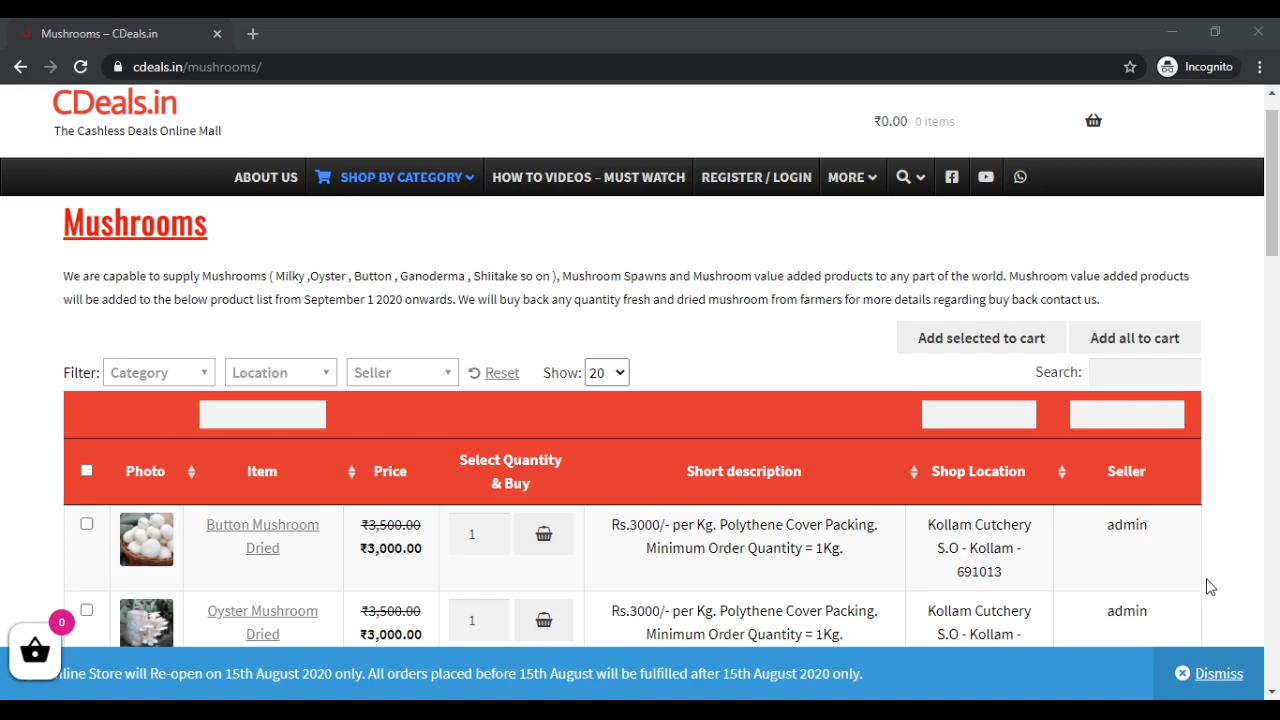 Mushrooms – CDeals.in
cdeals.in/mushrooms/
Incognito
CDeals.in
The Cashless Deals Online Mall
₹0.00 0 items
ABOUT US SHOP BY CATEGORY HOW TO VIDEOS – MUST WATCH REGISTER / LOGIN MORE
Mushrooms
We are capable to supply Mushrooms ( Milky ,Oyster , Button , Ganoderma , Shiitake so on ), Mushroom Spawns and Mushroom value added products to any part of the world. Mushroom value added products
will be added to the below product list from September 1 2020 onwards. We will buy back any quantity fresh and dried mushroom from farmers for more details regarding buy back contact us.
Add selected to cart Add all to cart
Filter: Category Location Seller Reset Show: 20 Search:
Photo Item Price Select Quantity Short description Shop Location Seller
& Buy
Button Mushroom ₹3,500.00 1 Rs.3000/- per Kg. Polythene Cover Packing. Kollam Cutchery admin
Dried ₹3,000.00 Minimum Order Quantity = 1Kg. S.O - Kollam -
691013
Oyster Mushroom ₹3,500.00 1 Rs.3000/- per Kg. Polythene Cover Packing. Kollam Cutchery admin
Dried ₹3,000.00 Minimum Order Quantity = 1Kg. S.O - Kollam -
0
Store will Re-open on 15th August 2020 only. All orders placed before 15th August will be fulfilled after 15th August 2020 only. Dismiss